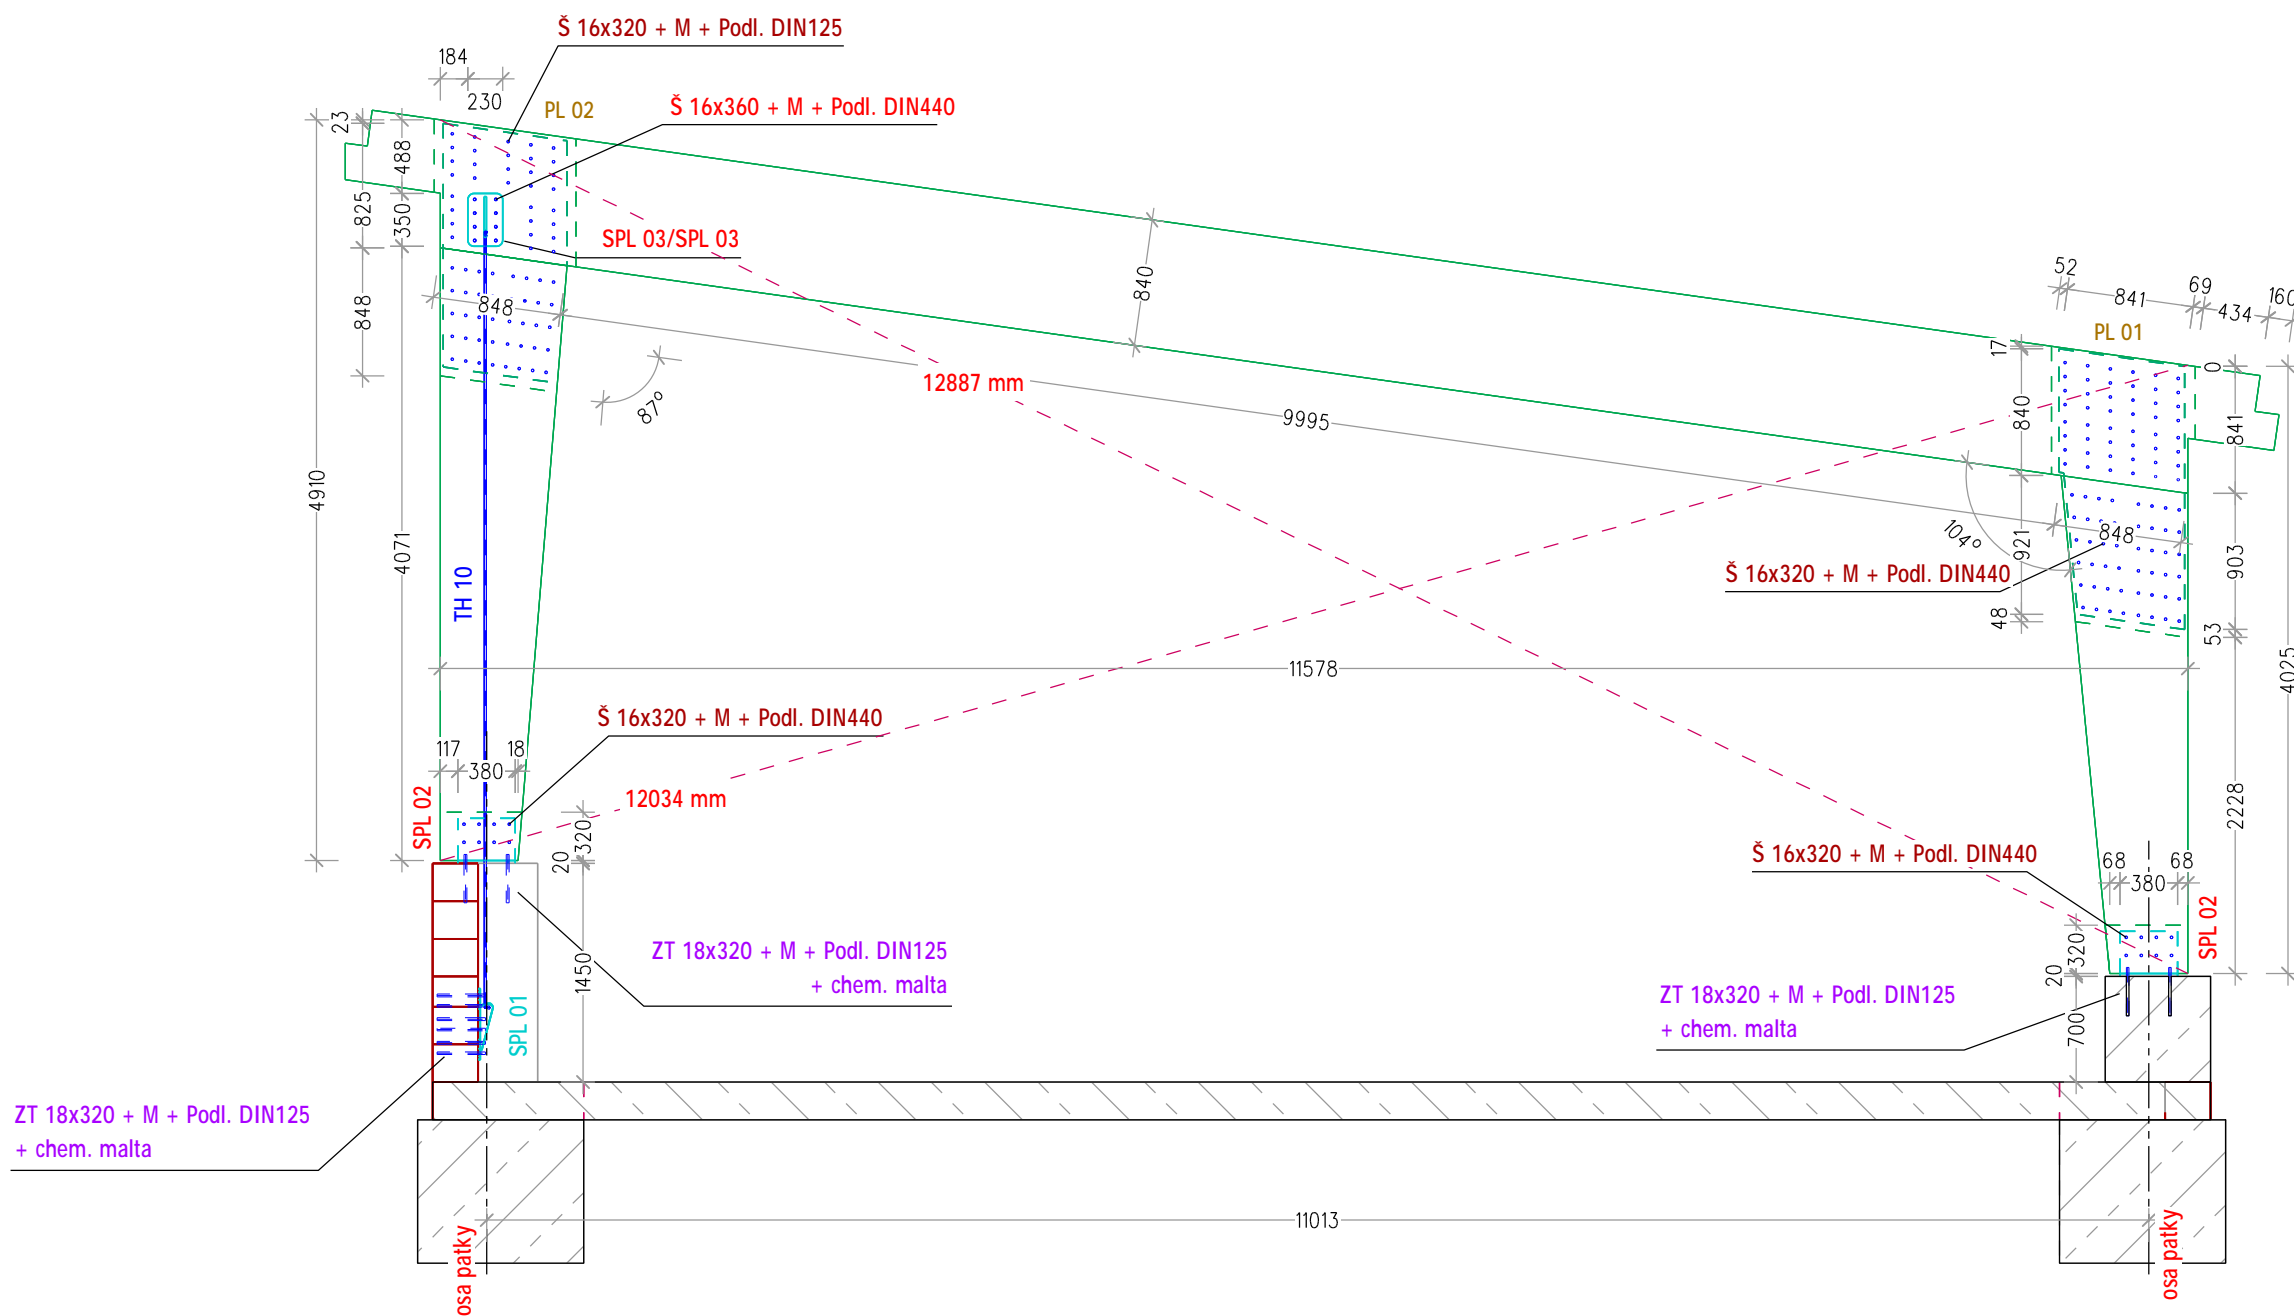 Š 16x320 + M + Podl. DIN125
184
230
PL 02
Š 16x360 + M + Podl. DIN440
23
488
825
350
SPL 03/SPL 03
848
848
840
87°
12887 mm
9995
4910
4071
TH 10
52
841
69
434
160
PL 01
17
0
840
841
104°
921
848
903
Š 16x320 + M + Podl. DIN440
48
53
4025
11578
Š 16x320 + M + Podl. DIN440
117
18
380
SPL 02
12034 mm
320
20
2228
Š 16x320 + M + Podl. DIN440
68
68
380
SPL 02
320
20
ZT 18x320 + M + Podl. DIN125
+ chem. malta
1450
SPL 01
ZT 18x320 + M + Podl. DIN125
+ chem. malta
700
ZT 18x320 + M + Podl. DIN125
+ chem. malta
11013
osa patky
osa patky